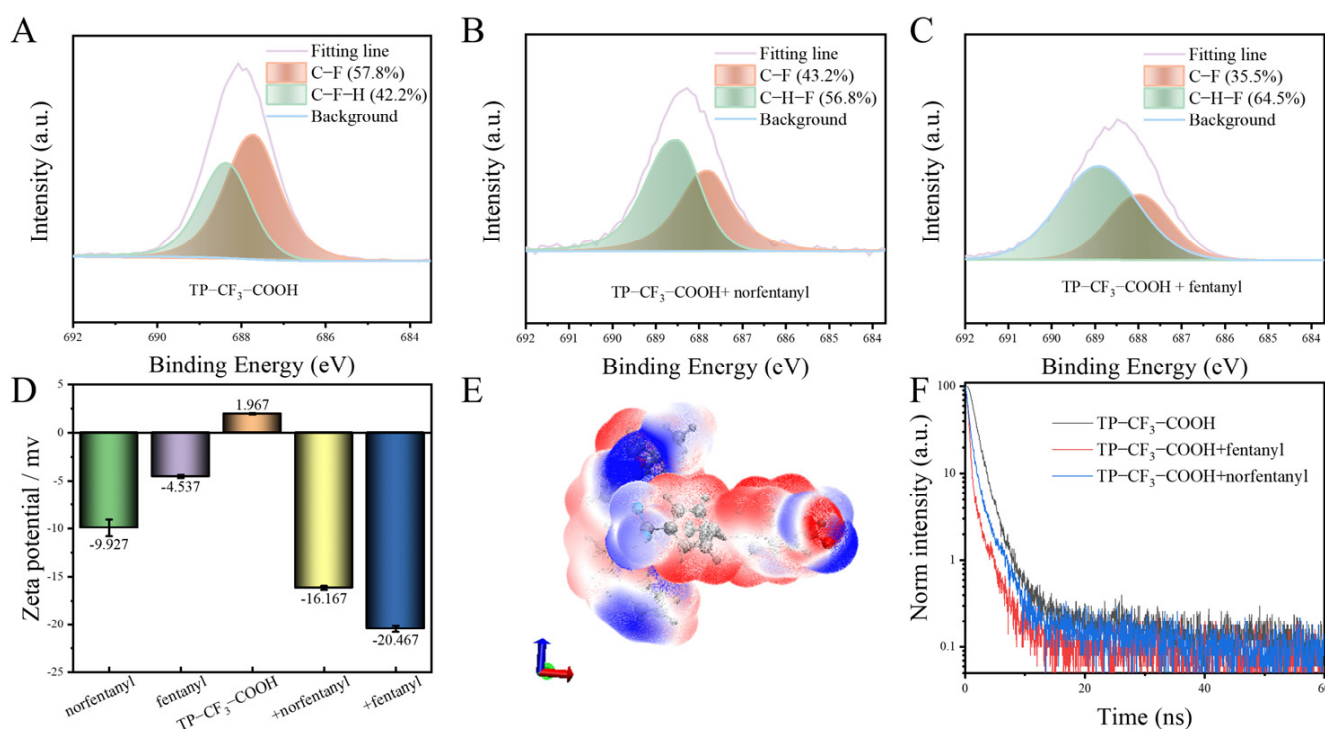 A
Fitting line
C−F (57.8%)
C−F−H (42.2%)
Background
Intensity (a.u.)
TP−CF₃−COOH
692 690 688 686 684
Binding Energy (eV)
B
Fitting line
C−F (43.2%)
C−H−F (56.8%)
Background
Intensity (a.u.)
TP−CF₃−COOH+ norfentanyl
692 691 690 689 688 687 686 685 684
Binding Energy (eV)
C
Fitting line
C−F (35.5%)
C−H−F (64.5%)
Background
Intensity (a.u.)
TP−CF₃−COOH + fentanyl
692 691 690 689 688 687 686 685 684
Binding Energy (eV)
D
Zeta potential / mv
5
0
-5
-10
-15
-20
-25
-9.927
-4.537
1.967
-16.167
-20.467
norfentanyl
fentanyl
TP−CF₃−COOH
+norfontanyl
+fentanyl
E
F
Norm intensity (a.u.)
100
10
1
0.1
TP−CF₃−COOH
TP−CF₃−COOH+fentanyl
TP−CF₃−COOH+norfentanyl
0 20 40 60
Time (ns)